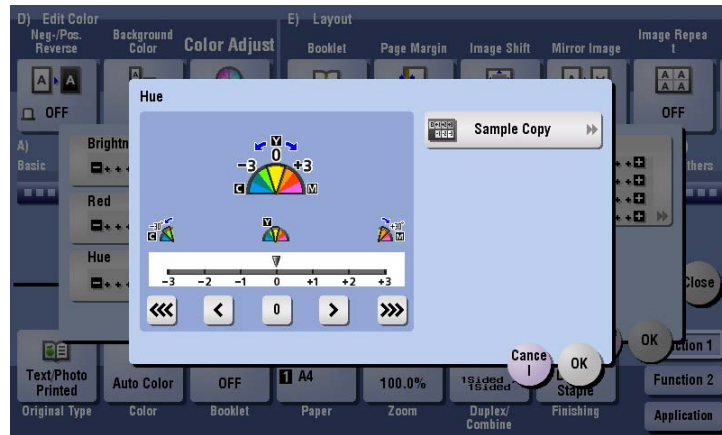 D) Edit Color
E) Layout
Neg-/Pos.
Reverse
Background
Color
Color Adjust
Booklet
Page Margin
Image Shift
Mirror Image
Image Repea
t
OFF
OFF
A)
Basic
thers
Brightn
Red
Hue
Hue
Y
-3
0
+3
C
M
-30°
C
Y
+30°
M
-3
-2
-1
0
+1
+2
+3
0
Sample Copy
Cance
l
OK
OK
Close
ction 1
Function 2
Application
Text/Photo
Printed
Auto Color
OFF
1 A4
100.0%
1Sided
1Sided
Staple
Original Type
Color
Booklet
Paper
Zoom
Duplex/
Combine
Finishing